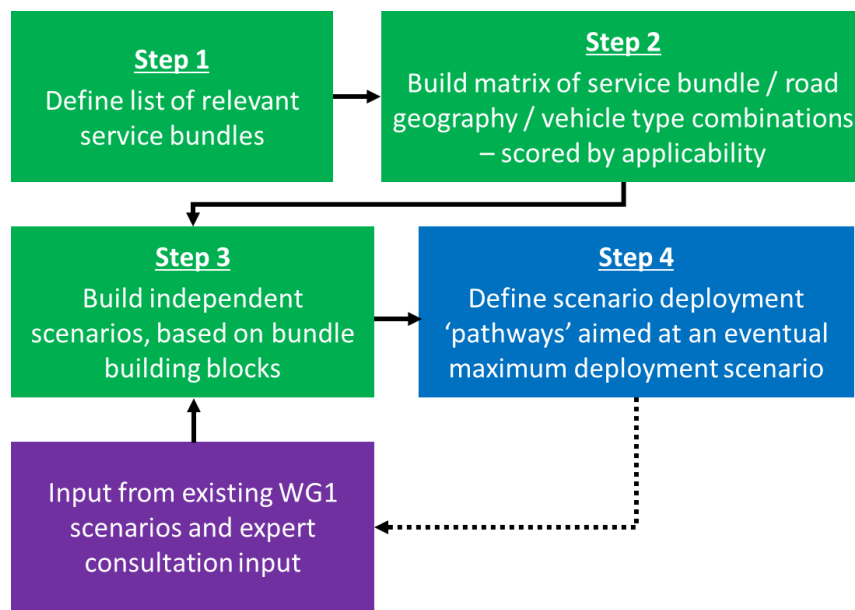 Step 1
Define list of relevant
service bundles
Step 2
Build matrix of service bundle / road
geography / vehicle type combinations
– scored by applicability
Step 3
Build independent
scenarios, based on bundle
building blocks
Step 4
Define scenario deployment
‘pathways’ aimed at an eventual
maximum deployment scenario
Input from existing WG1
scenarios and expert
consultation input